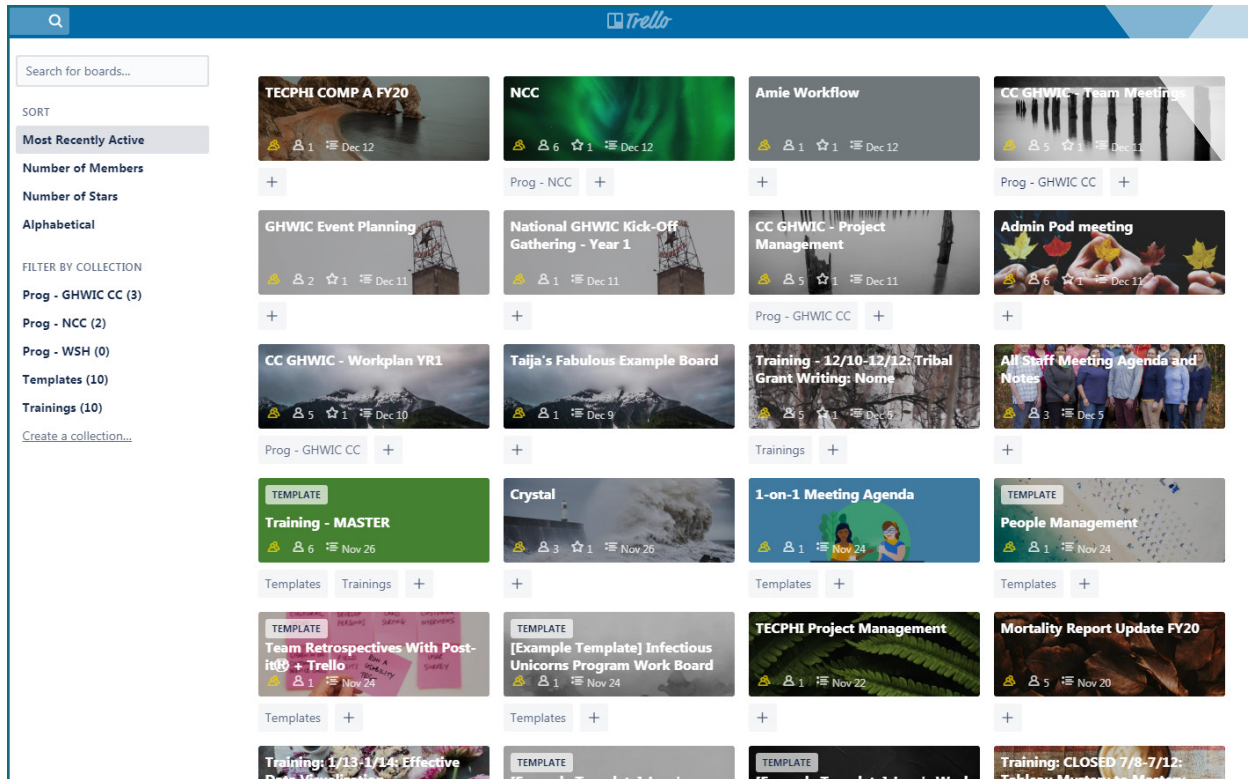 Trello
Search for boards...
SORT
Most Recently Active
Number of Members
Number of Stars
Alphabetical
FILTER BY COLLECTION
Prog - GHWIC CC (3)
Prog - NCC (2)
Prog - WSH (0)
Templates (10)
Trainings (10)
Create a collection...
TECPHI COMP A FY20
1 Dec 12
NCC
6 1 Dec 12
Prog - NCC +
Amie Workflow
1 1 Dec 12
CC GHWIC - Team Meetings
5 1 Dec 11
Prog - GHWIC CC +
GHWIC Event Planning
2 1 Dec 11
National GHWIC Kick-Off
Gathering - Year 1
1 Dec 11
CC GHWIC - Project
Management
5 1 Dec 11
Prog - GHWIC CC +
Admin Pod meeting
6 1 Dec 11
CC GHWIC - Workplan YR1
5 1 Dec 10
Prog - GHWIC CC +
Taija's Fabulous Example Board
1 Dec 9
Training - 12/10-12/12: Tribal
Grant Writing: Nome
5 1 Dec 5
Trainings +
All Staff Meeting Agenda and
Notes
3 Dec 5
TEMPLATE
Training - MASTER
6 Nov 26
Templates Trainings +
Crystal
3 1 Nov 26
1-on-1 Meeting Agenda
1 Nov 24
Templates +
TEMPLATE
People Management
1 Nov 24
Templates +
TEMPLATE
Team Retrospectives With Post-
it® + Trello
1 Nov 24
Templates +
TEMPLATE
[Example Template] Infectious
Unicorns Program Work Board
1 Nov 24
Templates +
TECPHI Project Management
1 Nov 22
Mortality Report Update FY20
5 Nov 20
Training: 1/13-1/14: Effective
Data Visualization
TEMPLATE
TEMPLATE
Training: CLOSED 7/8-7/12: